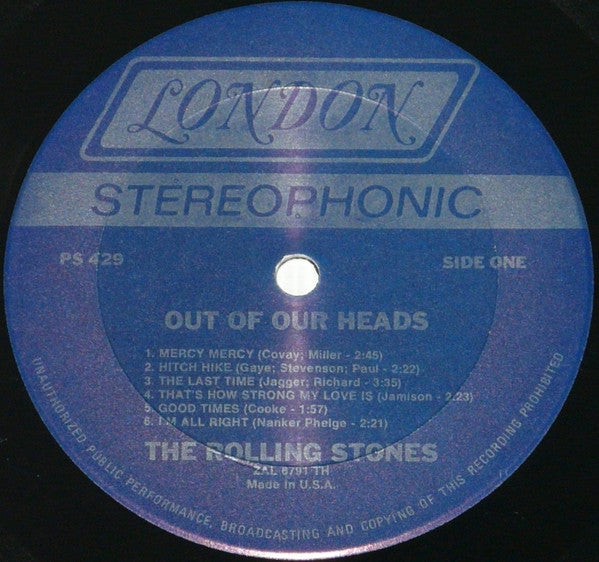 LONDON
STEREOPHONIC
PS 429
SIDE ONE
OUT OF OUR HEADS
1. MERCY MERCY (Covay; Miller - 2:45)
2. HITCH HIKE (Gaye; Stevenson; Paul - 2:22)
3. THE LAST TIME (Jagger; Richard - 3:35)
4. THAT'S HOW STRONG MY LOVE IS (Jamison - 2:23)
5. GOOD TIMES (Cooke - 1:57)
6. I'M ALL RIGHT (Nanker Phelge - 2:21)
THE ROLLING STONES
ZAL 6791 TH
Made in U.S.A.
UNAUTHORIZED PUBLIC PERFORMANCE, BROADCASTING AND COPYING OF THIS RECORDING PROHIBITED